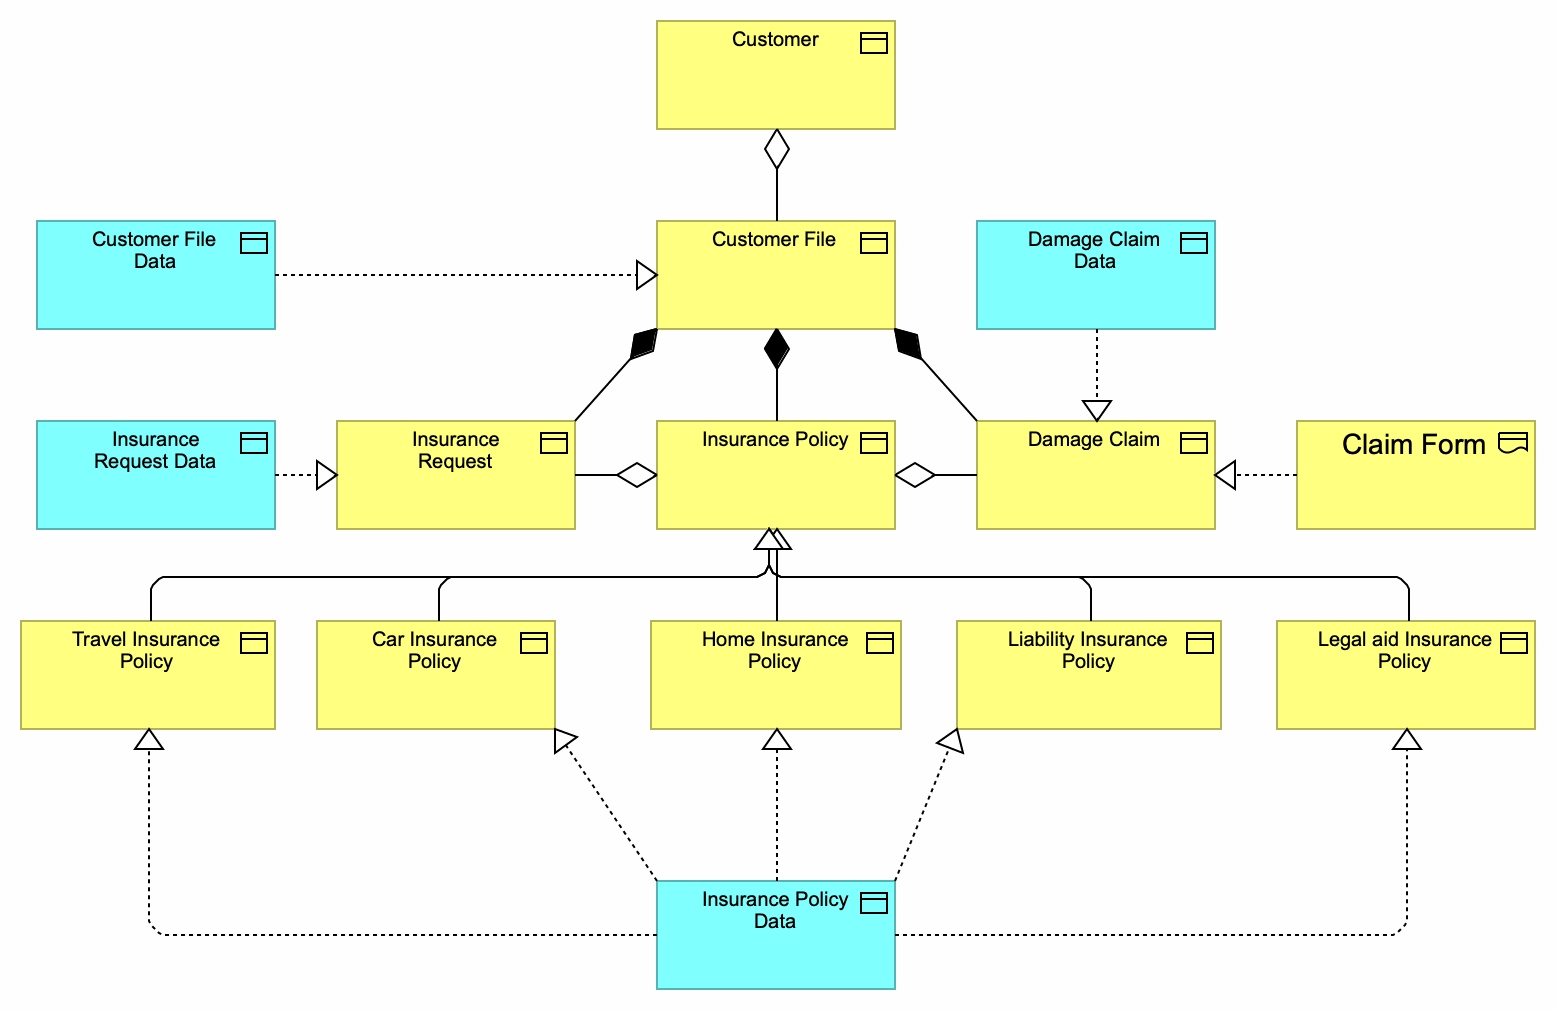 Customer
Customer File
Data
Customer File
Damage Claim
Data
Insurance
Request Data
Insurance
Request
Insurance Policy
Damage Claim
Claim Form
Travel Insurance
Policy
Car Insurance
Policy
Home Insurance
Policy
Liability Insurance
Policy
Legal aid Insurance
Policy
Insurance Policy
Data